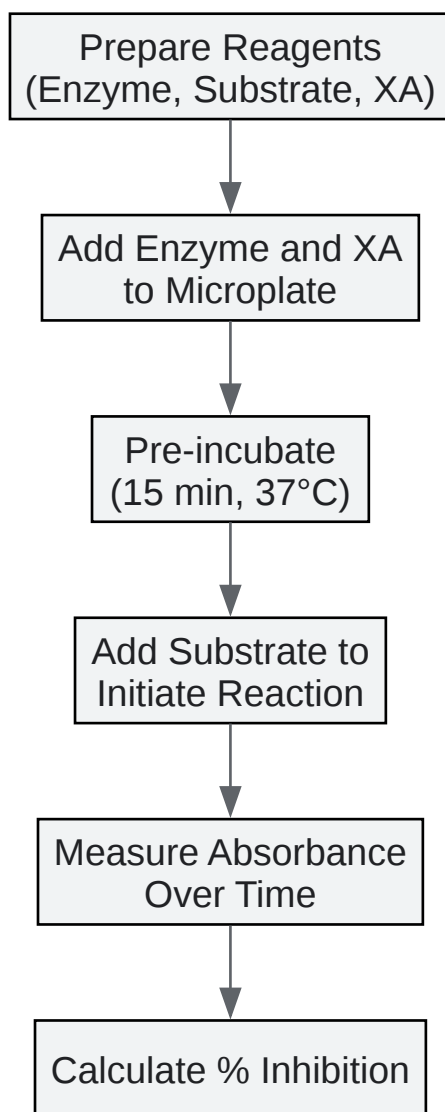 Prepare Reagents
(Enzyme, Substrate, XA)
Add Enzyme and XA
to Microplate
Pre-incubate
(15 min, 37°C)
Add Substrate to
Initiate Reaction
Measure Absorbance
Over Time
Calculate % Inhibition